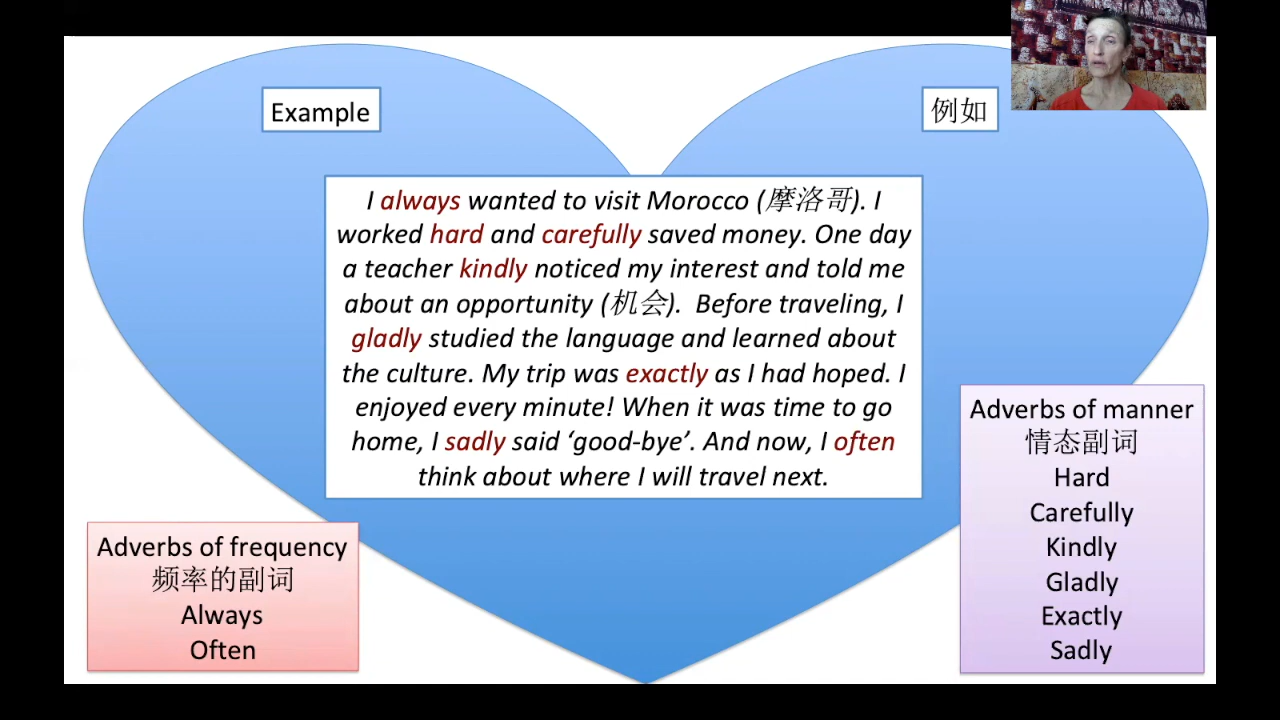 Example
例如
I always wanted to visit Morocco (摩洛哥). I
worked hard and carefully saved money. One day
a teacher kindly noticed my interest and told me
about an opportunity (机会).  Before traveling, I
gladly studied the language and learned about
the culture. My trip was exactly as I had hoped. I
enjoyed every minute! When it was time to go
home, I sadly said ‘good-bye’. And now, I often
think about where I will travel next.
Adverbs of frequency
频率的副词
Always
Often
Adverbs of manner
情态副词
Hard
Carefully
Kindly
Gladly
Exactly
Sadly